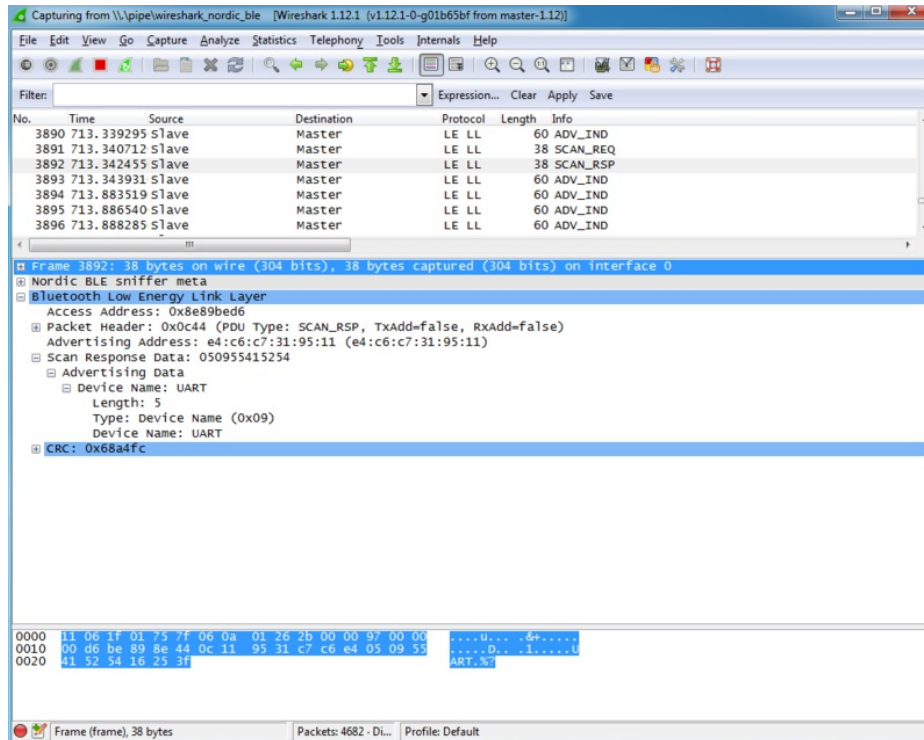 Capturing from \\.\pipe\wireshark_nordic_ble   [Wireshark 1.12.1  (v1.12.1-0-g01b65bf from master-1.12)]
File Edit View Go Capture Analyze Statistics Telephony Tools Internals Help
Filter: Expression... Clear Apply Save
No. Time Source Destination Protocol Length Info
3890 713.339295 Slave Master LE LL 60 ADV_IND
3891 713.340712 Slave Master LE LL 38 SCAN_REQ
3892 713.342455 Slave Master LE LL 38 SCAN_RSP
3893 713.343931 Slave Master LE LL 60 ADV_IND
3894 713.883519 Slave Master LE LL 60 ADV_IND
3895 713.886540 Slave Master LE LL 60 ADV_IND
3896 713.888285 Slave Master LE LL 60 ADV_IND
Frame 3892: 38 bytes on wire (304 bits), 38 bytes captured (304 bits) on interface 0
Nordic BLE sniffer meta
Bluetooth Low Energy Link Layer
Access Address: 0x8e89bed6
Packet Header: 0x0c44 (PDU Type: SCAN_RSP, TxAdd=false, RxAdd=false)
Advertising Address: e4:c6:c7:31:95:11 (e4:c6:c7:31:95:11)
Scan Response Data: 050955415254
Advertising Data
Device Name: UART
Length: 5
Type: Device Name (0x09)
Device Name: UART
CRC: 0x68a4fc
0000 11 06 1f 01 75 7f 06 0a 01 26 2b 00 00 97 00 00 ....u... .&+.....
0010 00 d6 be 89 8e 44 0c 11 95 31 c7 c6 e4 05 09 55 .....D.. .1.....U
0020 41 52 54 16 25 3f ART.%?
Frame (frame), 38 bytes Packets: 4682 · Di... Profile: Default